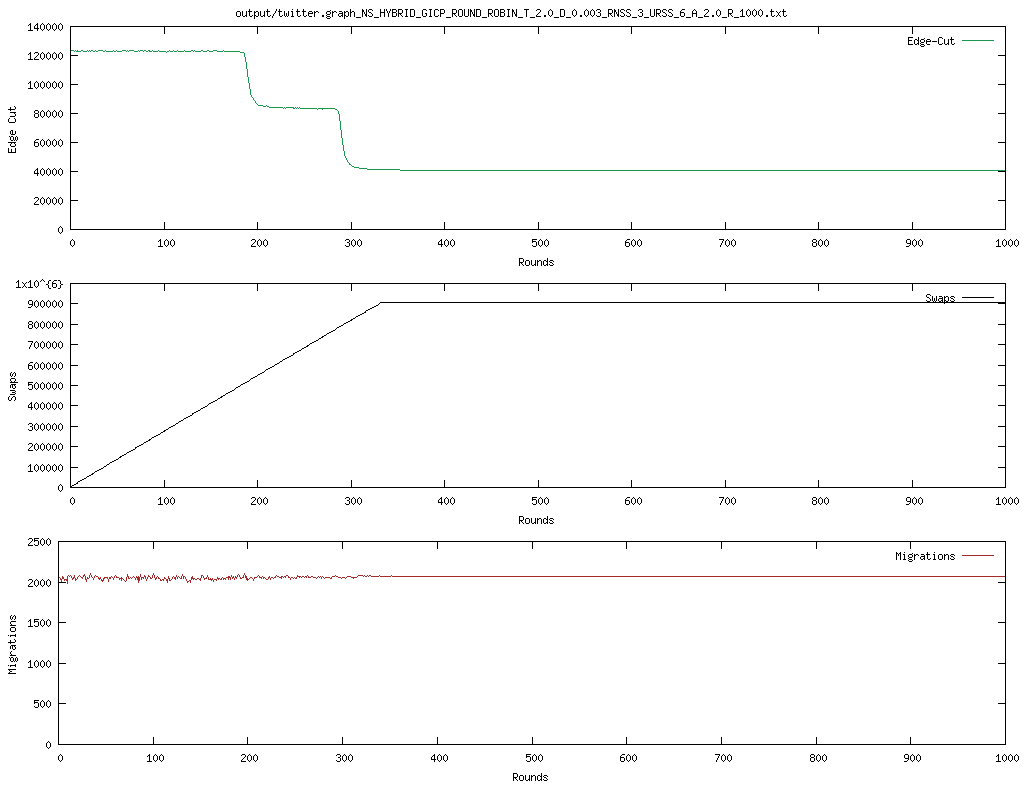 output/twitter.graph_NS_HYBRID_GICP_ROUND_ROBIN_T_2.0_D_0.003_RNSS_3_URSS_6_A_2.0_R_1000.txt
140000
Edge-Cut
120000
100000
80000
60000
40000
20000
0
Edge Cut
0 100 200 300 400 500 600 700 800 900 1000
Rounds
1x10^{6}
Swaps
900000
800000
700000
600000
500000
400000
300000
200000
100000
0
Swaps
0 100 200 300 400 500 600 700 800 900 1000
Rounds
2500
Migrations
2000
1500
1000
500
0
Migrations
0 100 200 300 400 500 600 700 800 900 1000
Rounds